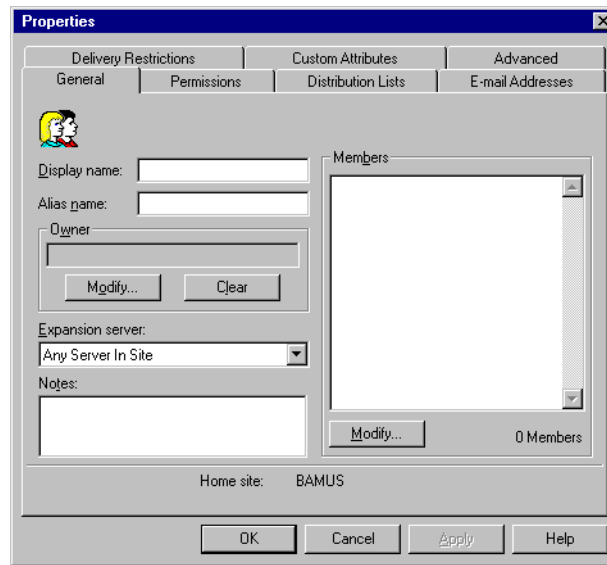 Properties
Delivery Restrictions Custom Attributes Advanced
General Permissions Distribution Lists E-mail Addresses
Display name:
Alias name:
Owner
Modify... Clear
Expansion server:
Any Server In Site
Notes:
Members
Modify... 0 Members
Home site: BAMUS
OK Cancel Apply Help